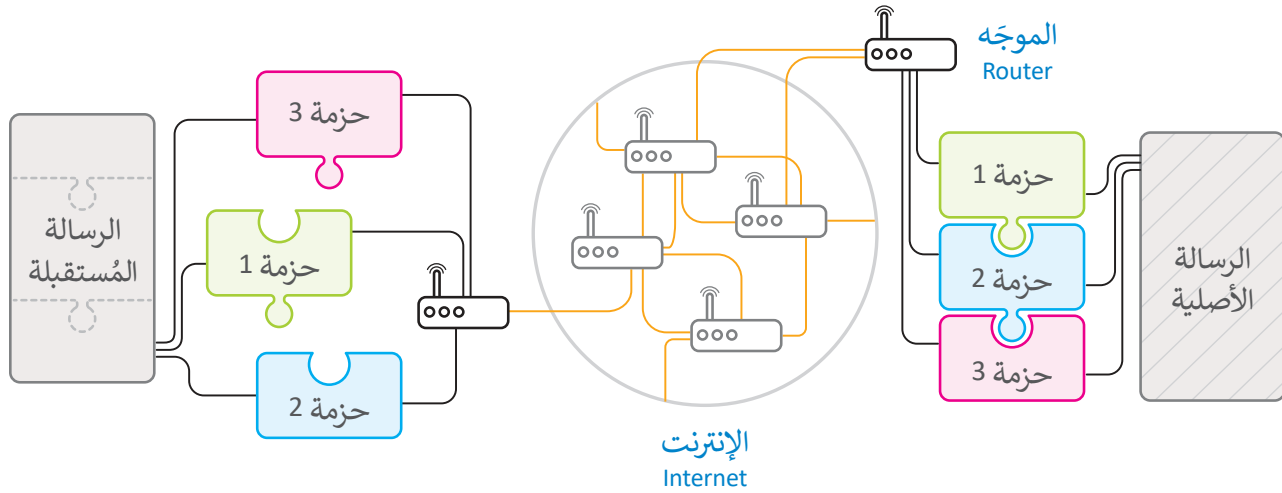 الموجَه
Router
الرسالة
الأصلية
حزمة 1
حزمة 2
حزمة 3
الإنترنت
Internet
حزمة 3
حزمة 1
حزمة 2
الرسالة
المُستقبلة